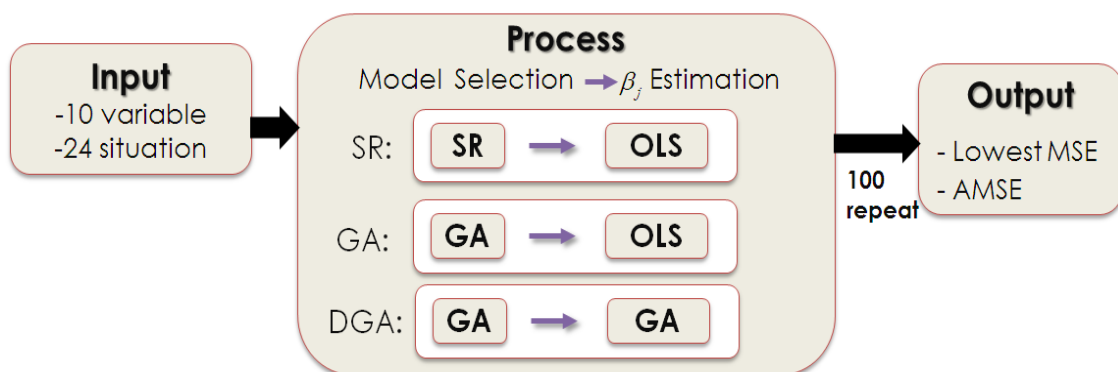 Input
-10 variable
-24 situation
Process
Model Selection → βj Estimation
SR: SR → OLS
GA: GA → OLS
DGA: GA → GA
100
repeat
Output
- Lowest MSE
- AMSE